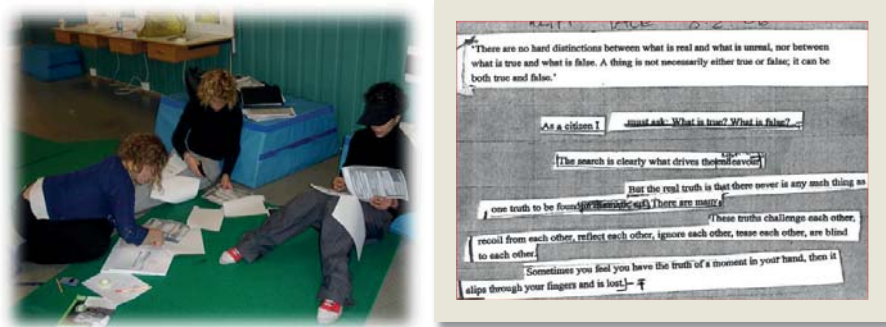 'There are no hard distinctions between what is real and what is unreal, nor between
what is true and what is false. A thing is not necessarily either true or false; it can be
both true and false.'
As a citizen I must ask: What is true? What is false?
The search is clearly what drives the endeavour
But the real truth is that there never is any such thing as
one truth to be found in dramatic art. There are many.
These truths challenge each other,
recoil from each other, reflect each other, ignore each other, tease each other, are blind
to each other.
Sometimes you feel you have the truth of a moment in your hand, then it
slips through your fingers and is lost.